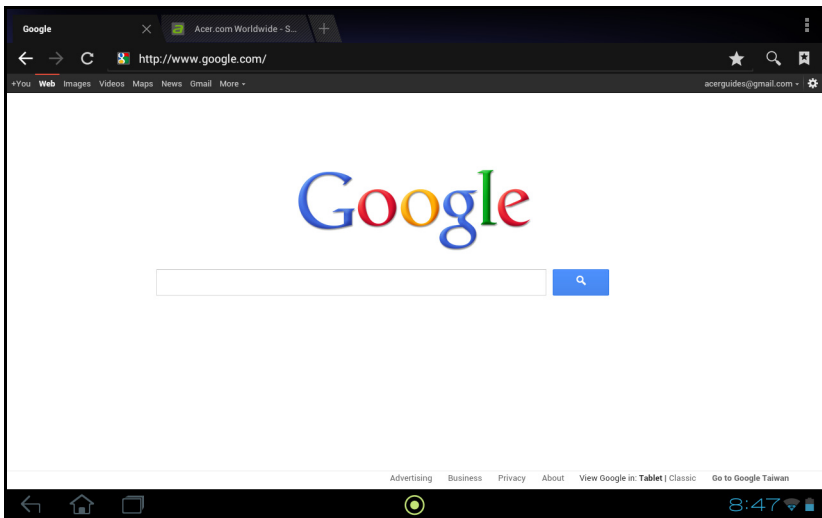 Google Acer.com Worldwide - S...
http://www.google.com/
+You Web Images Videos Maps News Gmail More acerguides@gmail.com
Google
Advertising Business Privacy About View Google in: Tablet | Classic Go to Google Taiwan
8:47